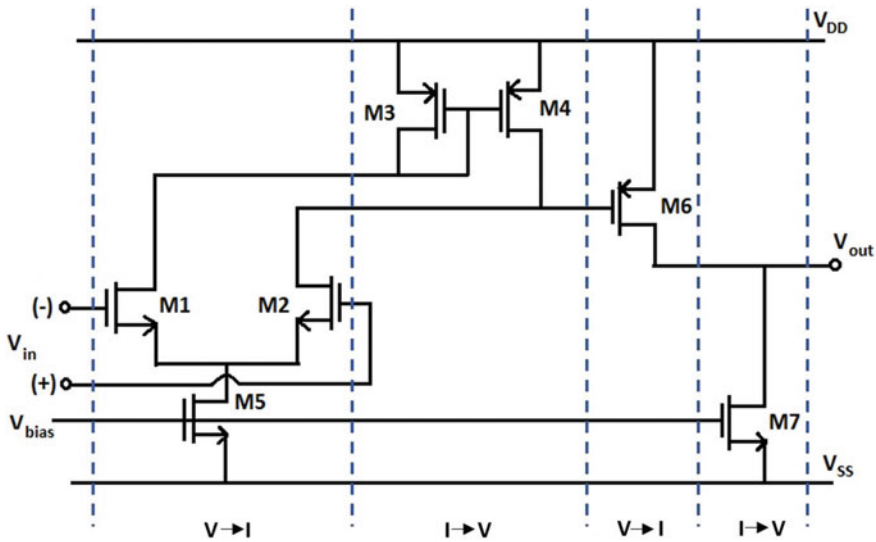 V_DD
M3
M4
M6
V_out
(-)
M1
M2
V_in
(+)
M5
V_bias
M7
V_SS
V→I
I→V
V→I
I→V